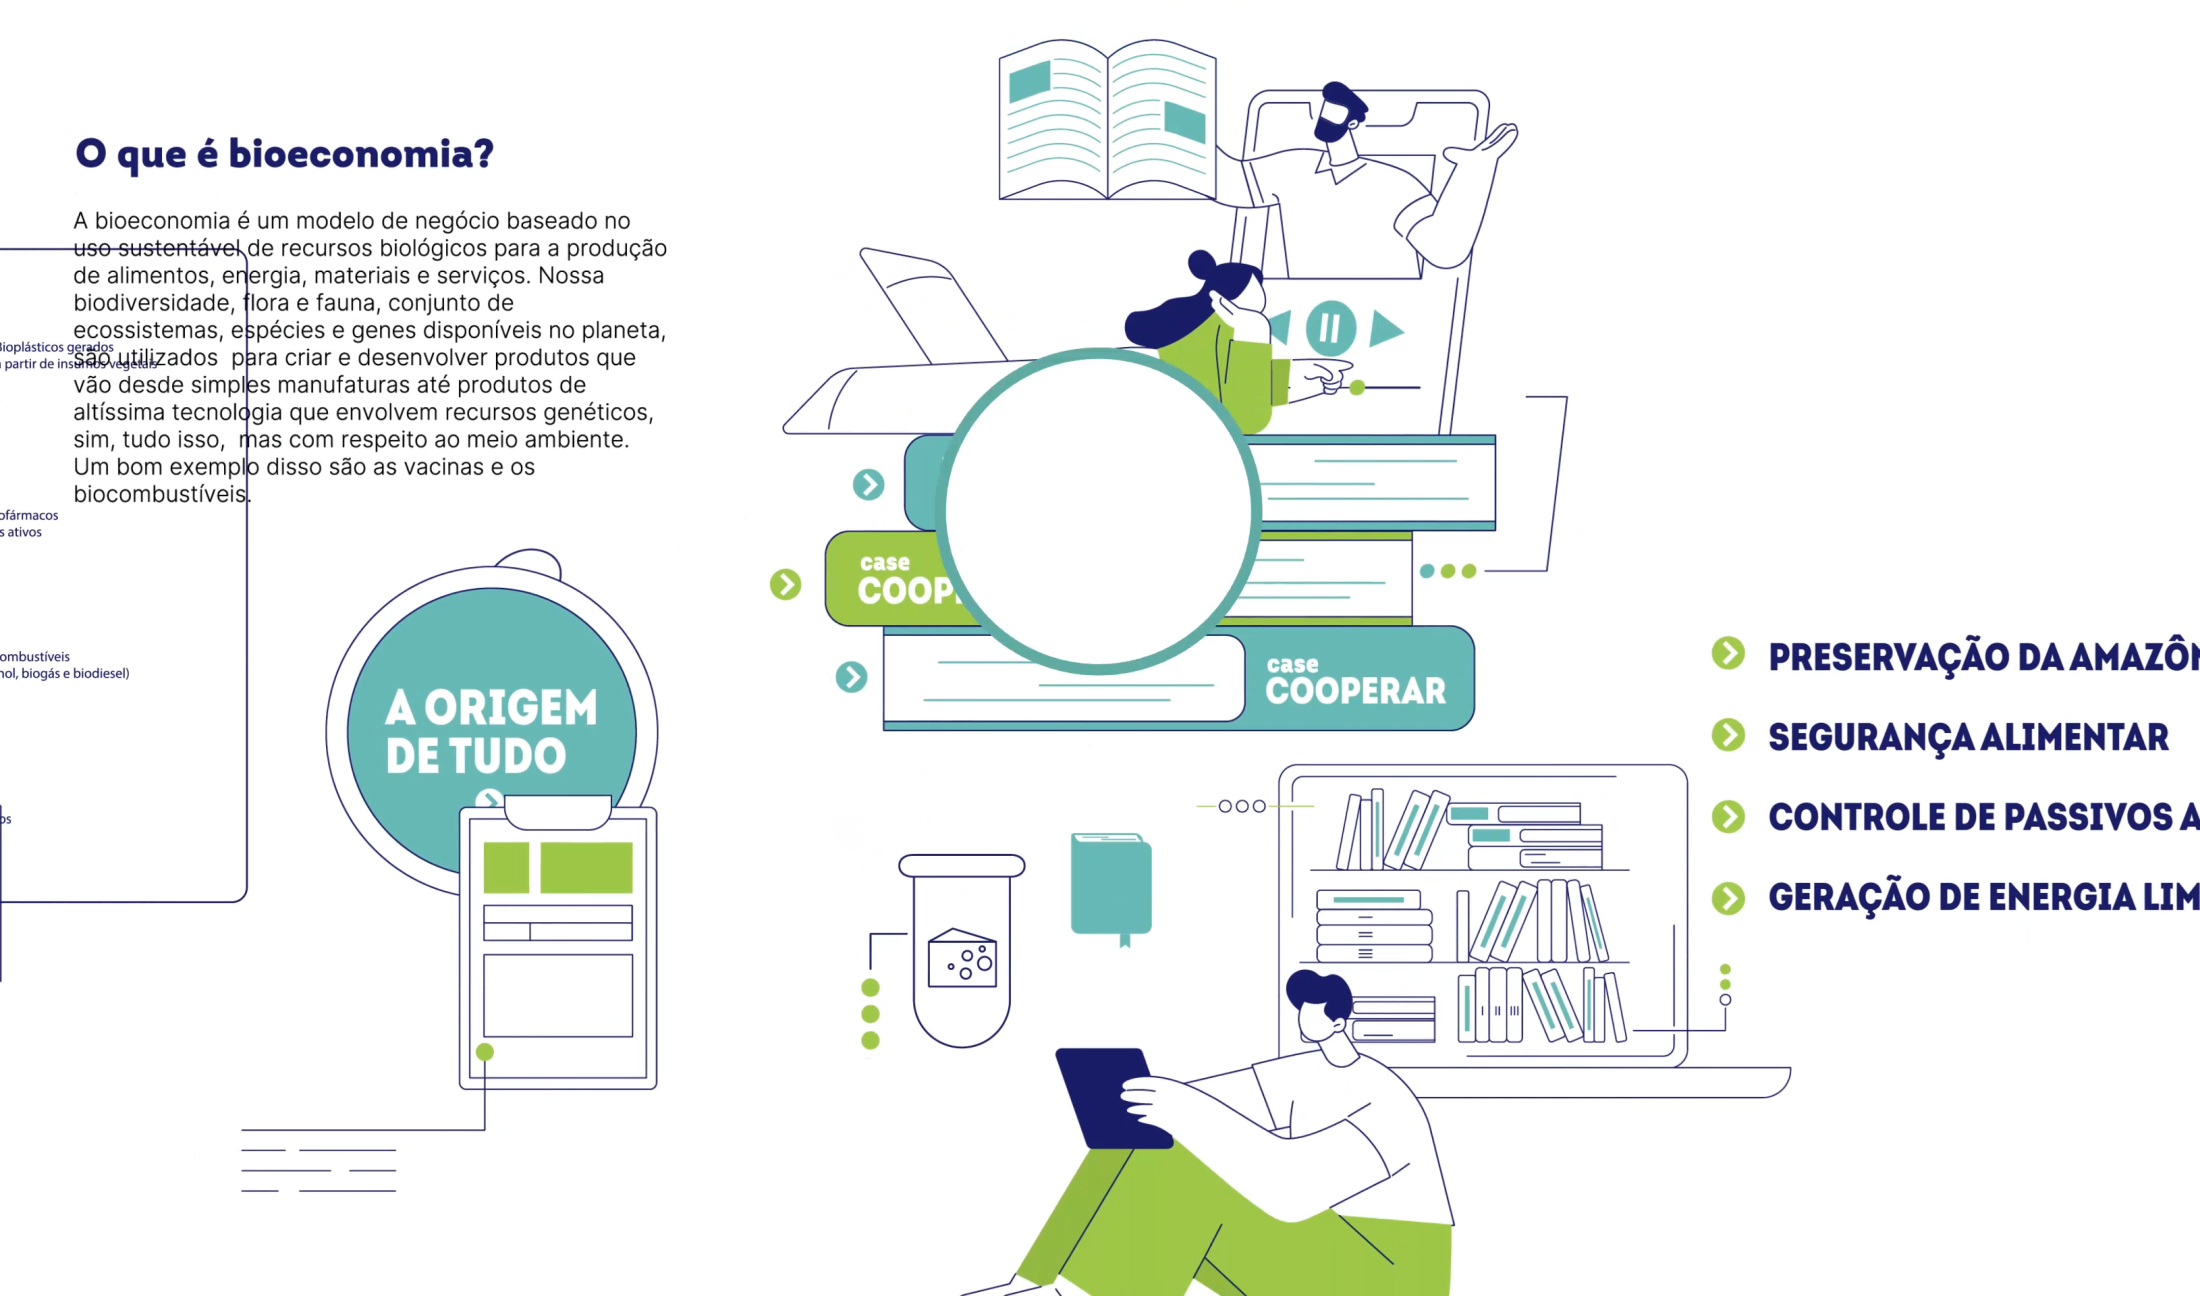 O que é bioeconomia?
A bioeconomia é um modelo de negócio baseado no
uso sustentável de recursos biológicos para a produção
de alimentos, energia, materiais e serviços. Nossa
biodiversidade, flora e fauna, conjunto de
ecossistemas, espécies e genes disponíveis no planeta,
são utilizados  para criar e desenvolver produtos que
vão desde simples manufaturas até produtos de
altíssima tecnologia que envolvem recursos genéticos,
sim, tudo isso,  mas com respeito ao meio ambiente.
Um bom exemplo disso são as vacinas e os
biocombustíveis.
Bioplásticos gerados
a partir de insumos vegetais
ofármacos
s ativos
ombustíveis
nol, biogás e biodiesel)
os
A ORIGEM
DE TUDO
case
COOP
case
COOPERAR
PRESERVAÇÃO DA AMAZÔN
SEGURANÇA ALIMENTAR
CONTROLE DE PASSIVOS A
GERAÇÃO DE ENERGIA LIM